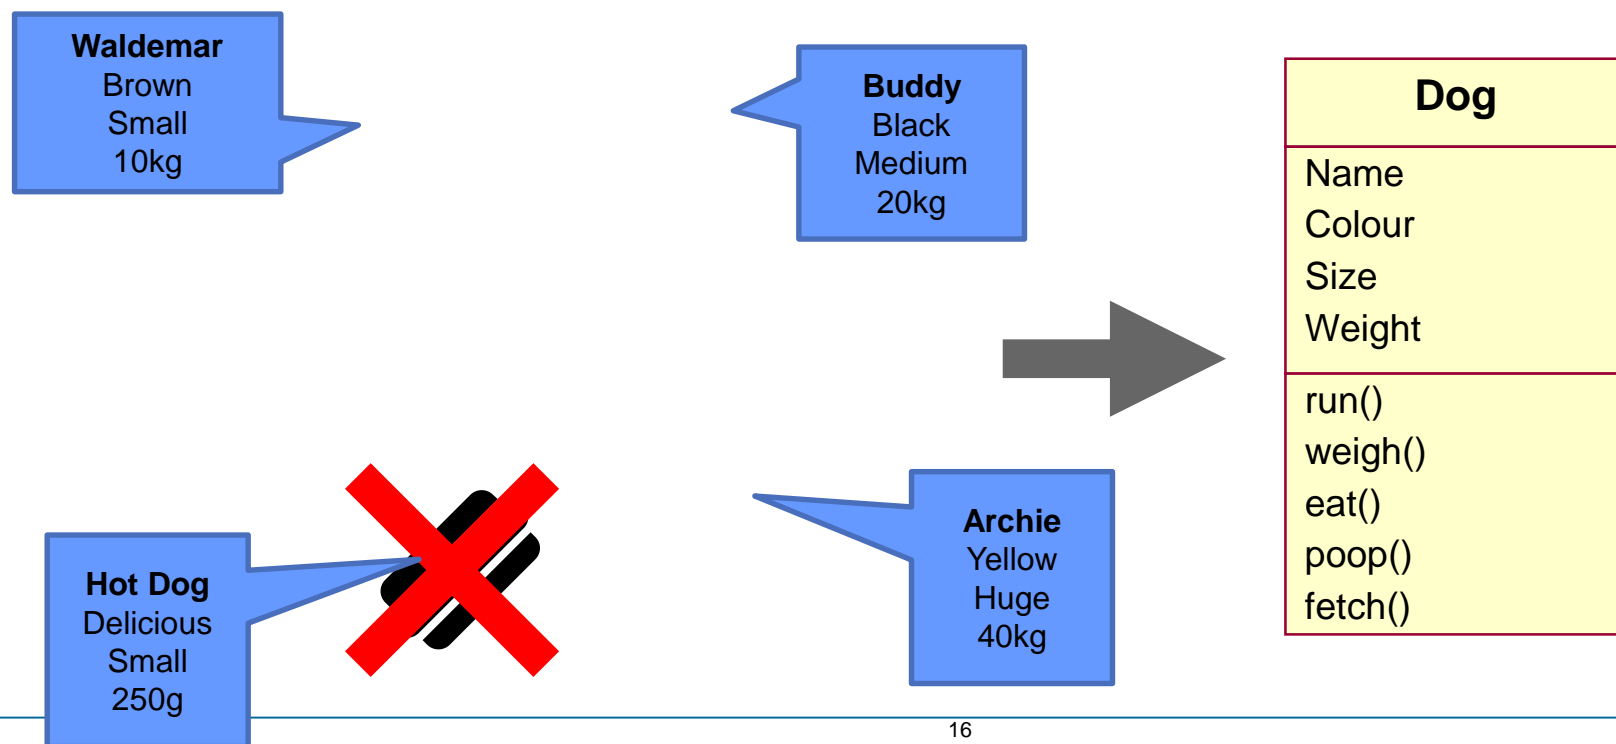 Waldemar
Brown
Small
10kg
Buddy
Black
Medium
20kg
Hot Dog
Delicious
Small
250g
Archie
Yellow
Huge
40kg
Dog
Name
Colour
Size
Weight
run()
weigh()
eat()
poop()
fetch()
16